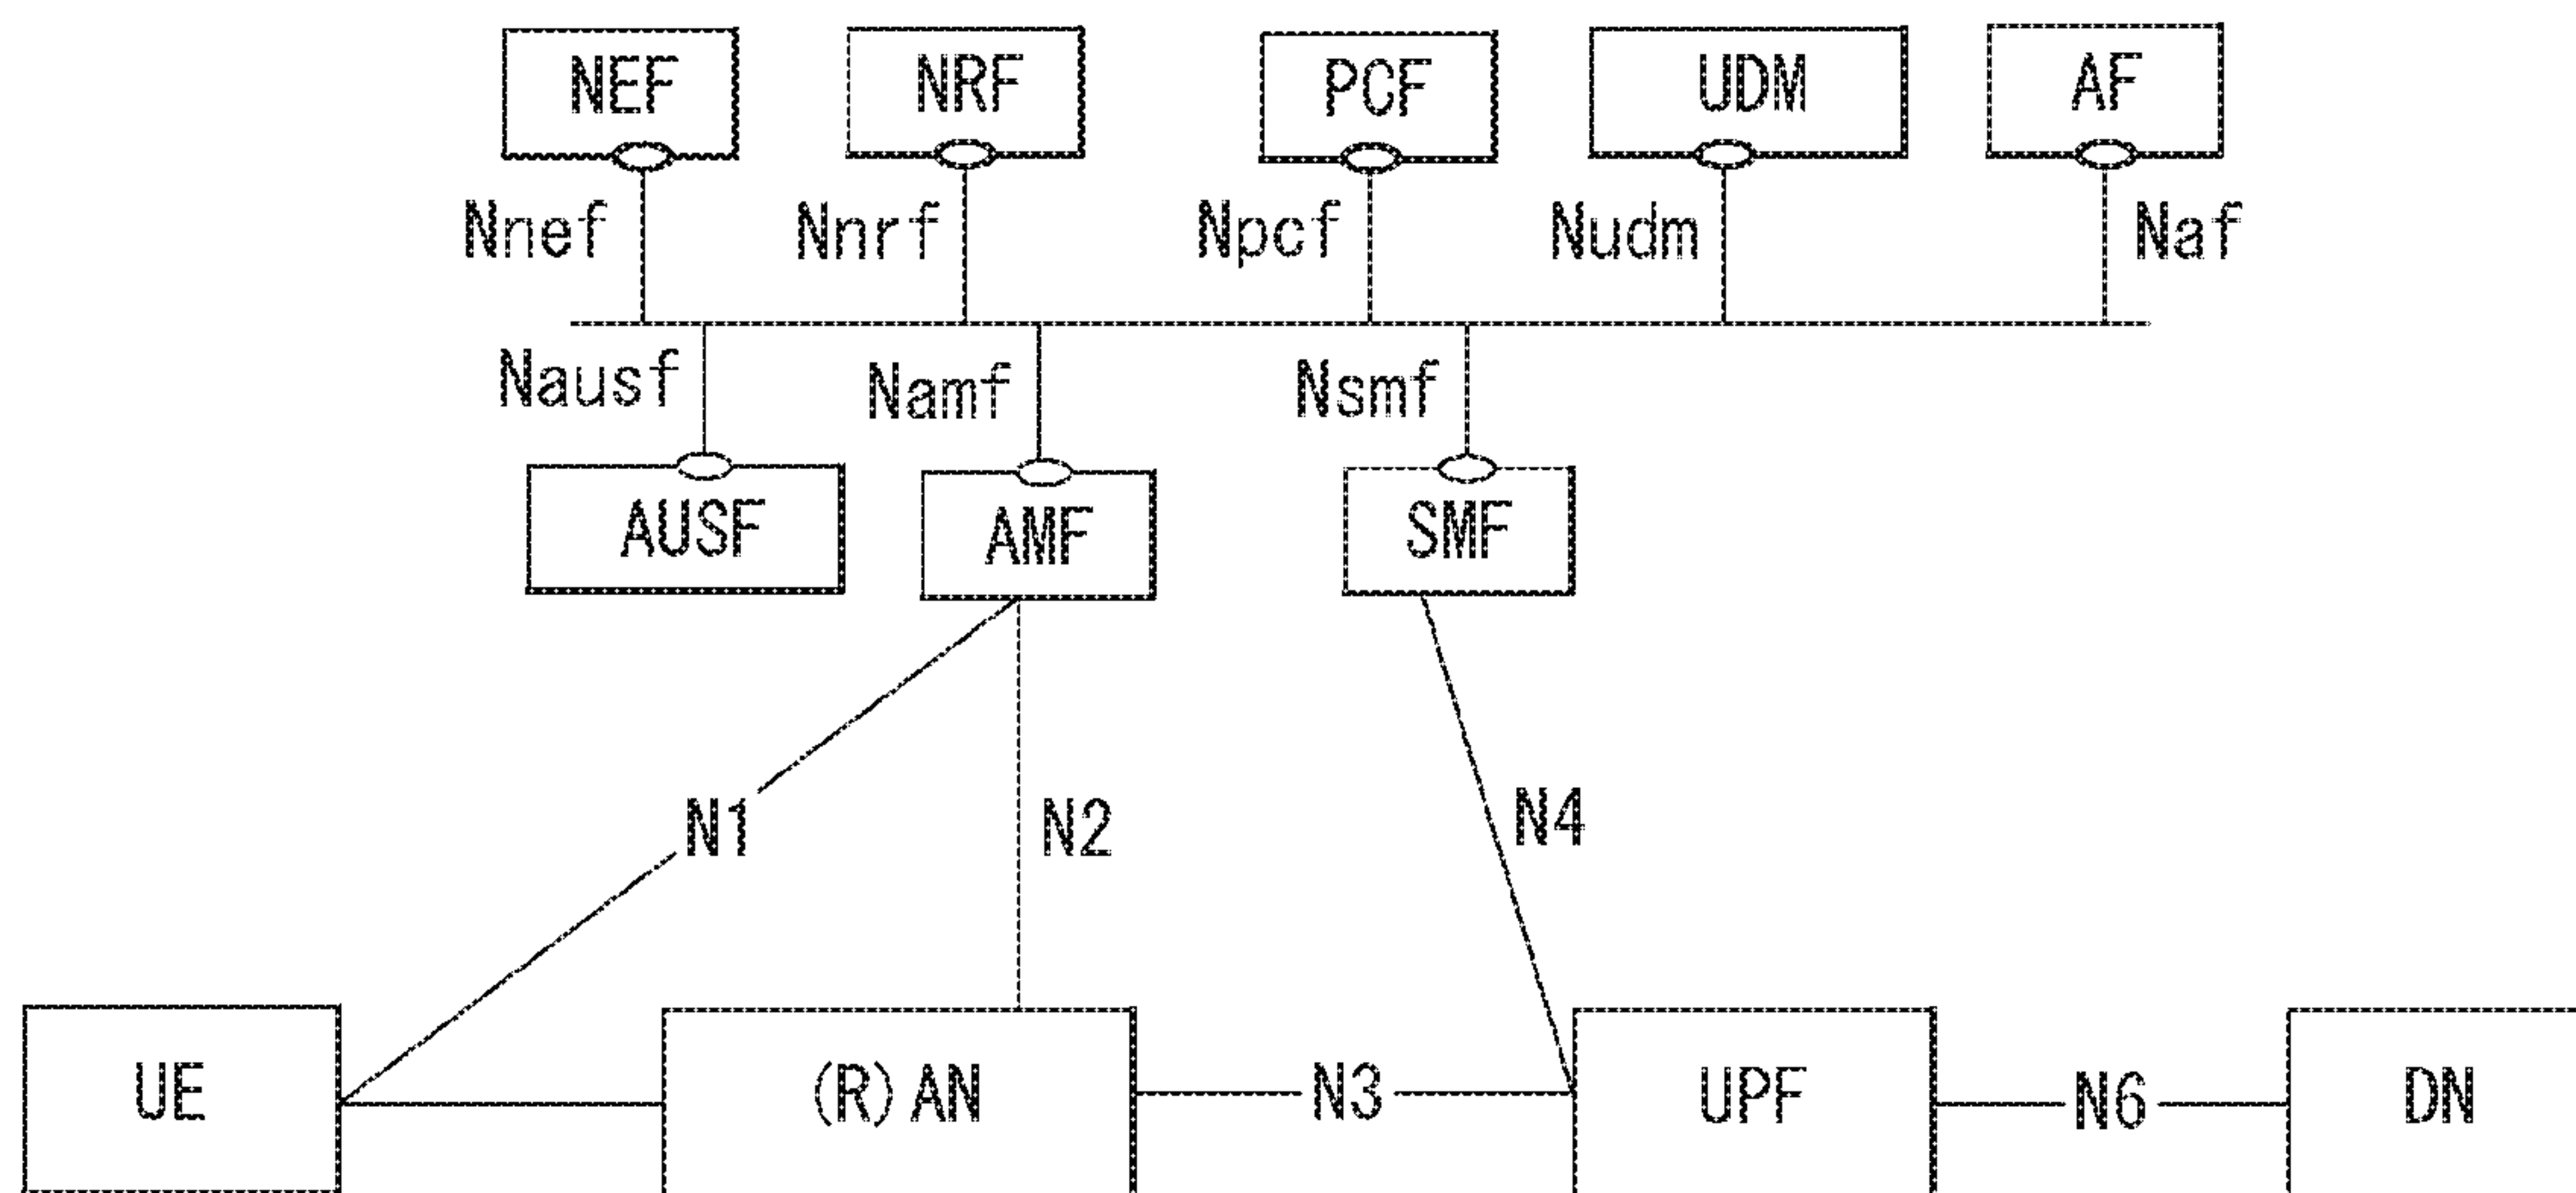 NEF NRF PCF UDM AF
Nnef Nnrf Npcf Nudm Naf
Nausf Namf Nsmf
AUSF AMF SMF
N1 N2 N4
UE (R) AN N3 UPF N6 DN